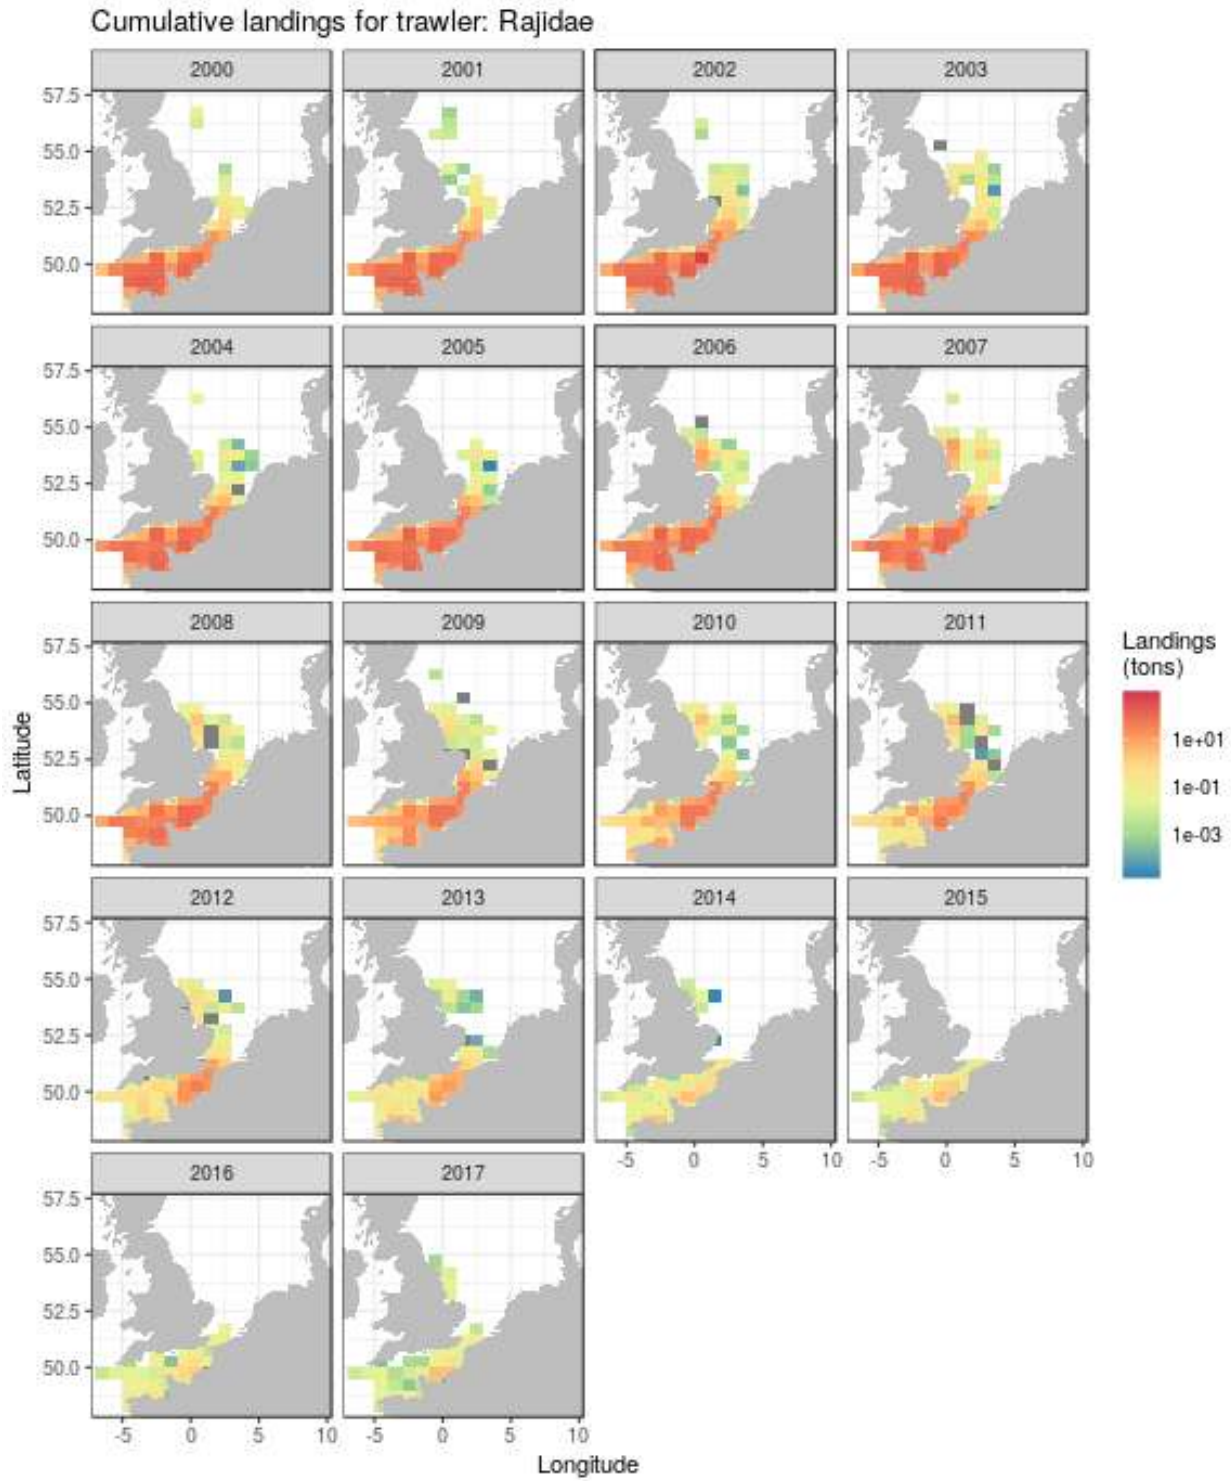 Cumulative landings for trawler: Rajidae
2000 2001 2002 2003
57.5
55.0
52.5
50.0
2004 2005 2006 2007
57.5
55.0
52.5
50.0
2008 2009 2010 2011
57.5
55.0
52.5
50.0
Latitude
Landings
(tons)
1e+01
1e-01
1e-03
2012 2013 2014 2015
57.5
55.0
52.5
50.0
-5 0 5 10 -5 0 5 10
2016 2017
57.5
55.0
52.5
50.0
-5 0 5 10 -5 0 5 10
Longitude